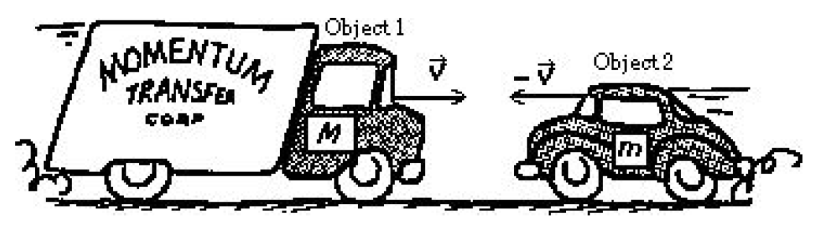 Object 1
MOMENTUM
TRANSFER
CORP
M
v⃗
-v⃗
Object 2
m